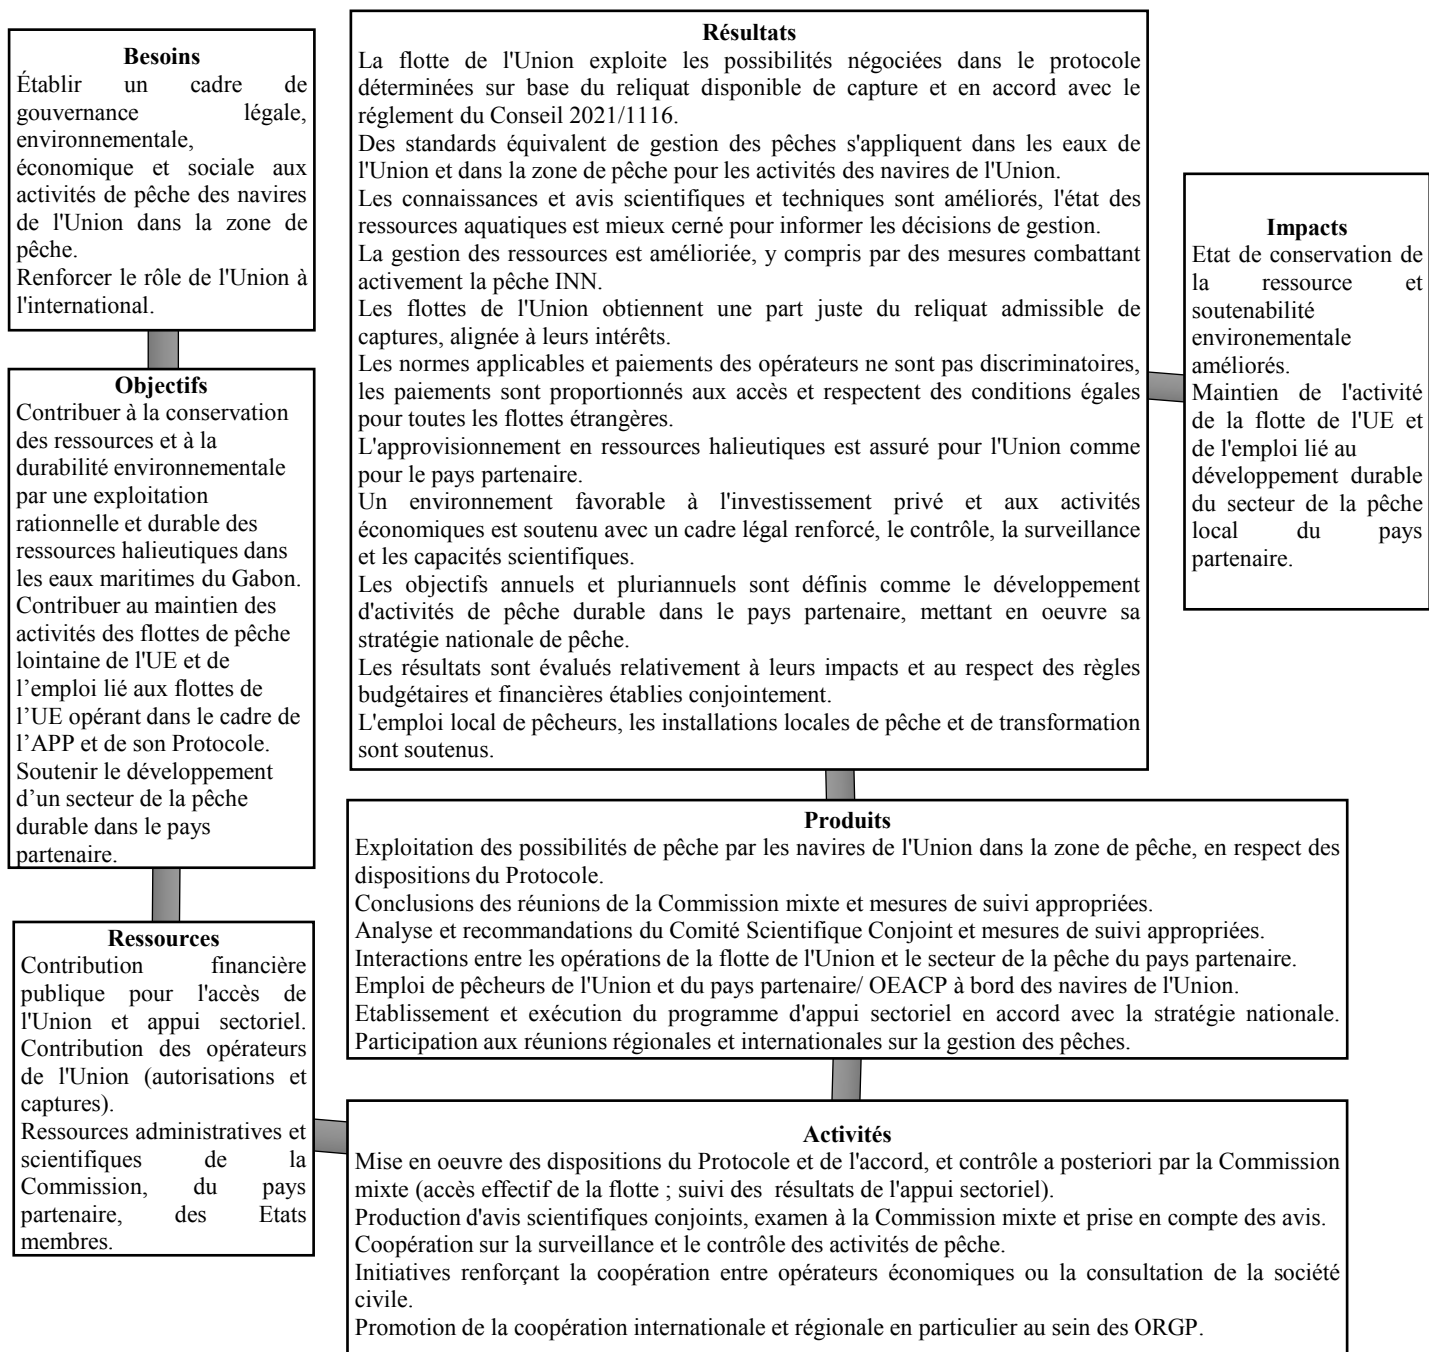 Besoins
Établir un cadre de
gouvernance légale,
environnementale,
économique et sociale aux
activités de pêche des navires
de l'Union dans la zone de
pêche.
Renforcer le rôle de l'Union à
l'international.
Objectifs
Contribuer à la conservation
des ressources et à la
durabilité environnementale
par une exploitation
rationnelle et durable des
ressources halieutiques dans
les eaux maritimes du Gabon.
Contribuer au maintien des
activités des flottes de pêche
lointaine de l'UE et de
l’emploi lié aux flottes de
l’UE opérant dans le cadre de
l’APP et de son Protocole.
Soutenir le développement
d’un secteur de la pêche
durable dans le pays
partenaire.
Ressources
Contribution financière
publique pour l'accès de
l'Union et appui sectoriel.
Contribution des opérateurs
de l'Union (autorisations et
captures).
Ressources administratives et
scientifiques de la
Commission, du pays
partenaire, des Etats
membres.
Résultats
La flotte de l'Union exploite les possibilités négociées dans le protocole
déterminées sur base du reliquat disponible de capture et en accord avec le
réglement du Conseil 2021/1116.
Des standards équivalent de gestion des pêches s'appliquent dans les eaux de
l'Union et dans la zone de pêche pour les activités des navires de l'Union.
Les connaissances et avis scientifiques et techniques sont améliorés, l'état des
ressources aquatiques est mieux cerné pour informer les décisions de gestion.
La gestion des ressources est amélioriée, y compris par des mesures combattant
activement la pêche INN.
Les flottes de l'Union obtiennent une part juste du reliquat admissible de
captures, alignée à leurs intérêts.
Les normes applicables et paiements des opérateurs ne sont pas discriminatoires,
les paiements sont proportionnés aux accès et respectent des conditions égales
pour toutes les flottes étrangères.
L'approvisionnement en ressources halieutiques est assuré pour l'Union comme
pour le pays partenaire.
Un environnement favorable à l'investissement privé et aux activités
économiques est soutenu avec un cadre légal renforcé, le contrôle, la surveillance
et les capacités scientifiques.
Les objectifs annuels et pluriannuels sont définis comme le développement
d'activités de pêche durable dans le pays partenaire, mettant en oeuvre sa
stratégie nationale de pêche.
Les résultats sont évalués relativement à leurs impacts et au respect des règles
budgétaires et financières établies conjointement.
L'emploi local de pêcheurs, les installations locales de pêche et de transformation
sont soutenus.
Produits
Exploitation des possibilités de pêche par les navires de l'Union dans la zone de pêche, en respect des
dispositions du Protocole.
Conclusions des réunions de la Commission mixte et mesures de suivi appropriées.
Analyse et recommandations du Comité Scientifique Conjoint et mesures de suivi appropriées.
Interactions entre les opérations de la flotte de l'Union et le secteur de la pêche du pays partenaire.
Emploi de pêcheurs de l'Union et du pays partenaire/ OEACP à bord des navires de l'Union.
Etablissement et exécution du programme d'appui sectoriel en accord avec la stratégie nationale.
Participation aux réunions régionales et internationales sur la gestion des pêches.
Activités
Mise en oeuvre des dispositions du Protocole et de l'accord, et contrôle a posteriori par la Commission
mixte (accès effectif de la flotte ; suivi des résultats de l'appui sectoriel).
Production d'avis scientifiques conjoints, examen à la Commission mixte et prise en compte des avis.
Coopération sur la surveillance et le contrôle des activités de pêche.
Initiatives renforçant la coopération entre opérateurs économiques ou la consultation de la société
civile.
Promotion de la coopération internationale et régionale en particulier au sein des ORGP.
Impacts
Etat de conservation de
la ressource et
soutenabilité
environementale
améliorés.
Maintien de l'activité
de la flotte de l'UE et
de l'emploi lié au
développement durable
du secteur de la pêche
local du pays
partenaire.